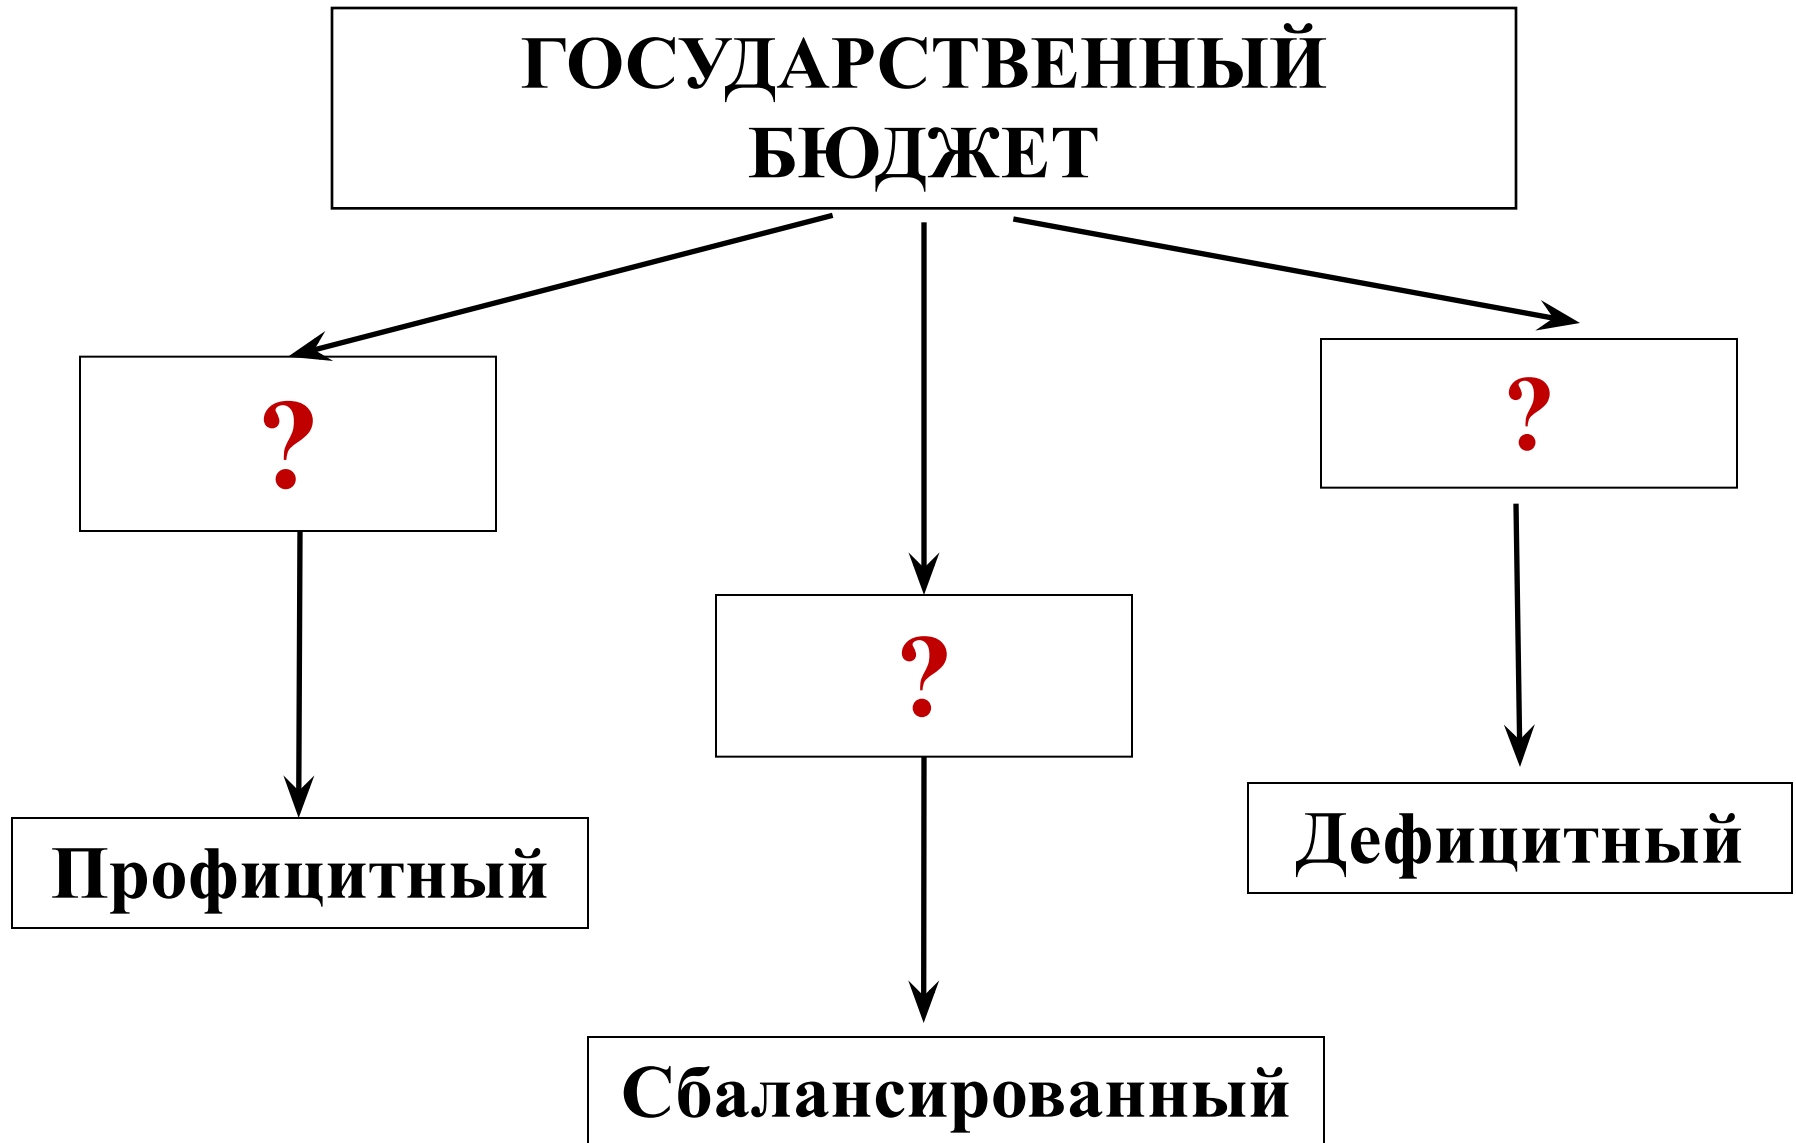 ГОСУДАРСТВЕННЫЙ
БЮДЖЕТ
?
?
?
Профицитный
Дефицитный
Сбалансированный